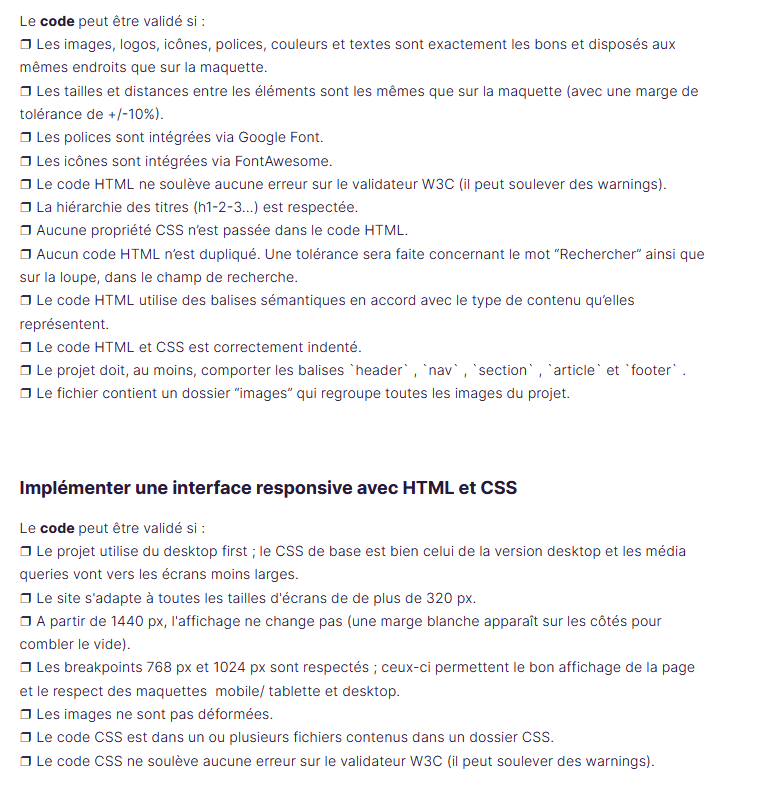 Le code peut être validé si :
❒ Les images, logos, icônes, polices, couleurs et textes sont exactement les bons et disposés aux
mêmes endroits que sur la maquette.
❒ Les tailles et distances entre les éléments sont les mêmes que sur la maquette (avec une marge de
tolérance de +/-10%).
❒ Les polices sont intégrées via Google Font.
❒ Les icônes sont intégrées via FontAwesome.
❒ Le code HTML ne soulève aucune erreur sur le validateur W3C (il peut soulever des warnings).
❒ La hiérarchie des titres (h1-2-3...) est respectée.
❒ Aucune propriété CSS n’est passée dans le code HTML.
❒ Aucun code HTML n’est dupliqué. Une tolérance sera faite concernant le mot “Rechercher” ainsi que
sur la loupe, dans le champ de recherche.
❒ Le code HTML utilise des balises sémantiques en accord avec le type de contenu qu’elles
représentent.
❒ Le code HTML et CSS est correctement indenté.
❒ Le projet doit, au moins, comporter les balises `header` , `nav` , `section` , `article` et `footer` .
❒ Le fichier contient un dossier “images” qui regroupe toutes les images du projet.
Implémenter une interface responsive avec HTML et CSS
Le code peut être validé si :
❒ Le projet utilise du desktop first ; le CSS de base est bien celui de la version desktop et les média
queries vont vers les écrans moins larges.
❒ Le site s'adapte à toutes les tailles d'écrans de de plus de 320 px.
❒ A partir de 1440 px, l'affichage ne change pas (une marge blanche apparaît sur les côtés pour
combler le vide).
❒ Les breakpoints 768 px et 1024 px sont respectés ; ceux-ci permettent le bon affichage de la page
et le respect des maquettes  mobile/ tablette et desktop.
❒ Les images ne sont pas déformées.
❒ Le code CSS est dans un ou plusieurs fichiers contenus dans un dossier CSS.
❒ Le code CSS ne soulève aucune erreur sur le validateur W3C (il peut soulever des warnings).